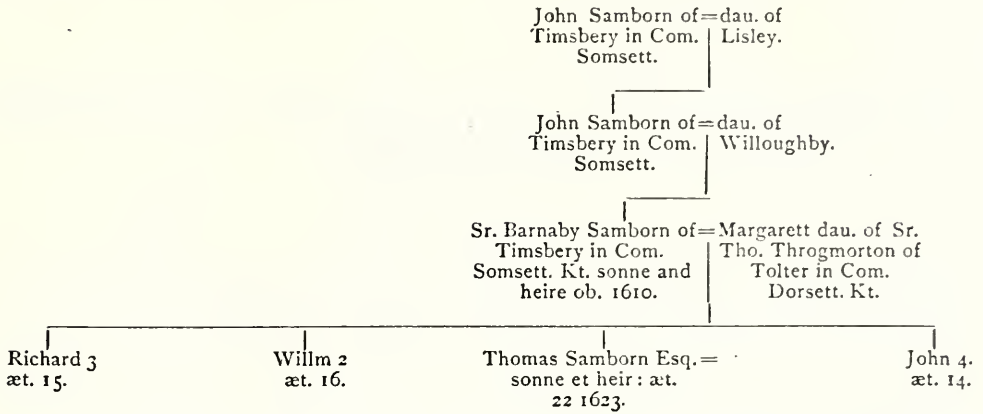 John Samborn of=dau. of
Timsbery in Com. Lisley.
Somsett.
John Samborn of=dau. of
Timsbery in Com. Willoughby.
Somsett.
Sr. Barnaby Samborn of=Margarett dau. of Sr.
Timsbery in Com. Tho. Throgmorton of
Somsett. Kt. sonne and Tolter in Com.
heire ob. 1610. Dorsett. Kt.
Richard 3 Willm 2 Thomas Samborn Esq.= John 4.
æt. 15. æt. 16. sonne et heir : æt. æt. 14.
22 1623.